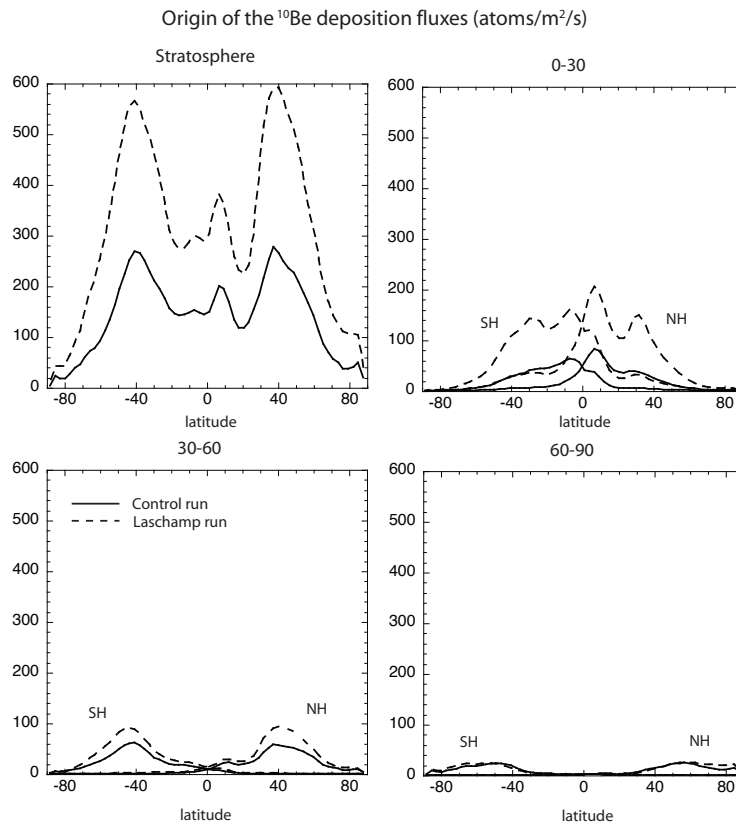 Origin of the ¹⁰Be deposition fluxes (atoms/m²/s)
Stratosphere
600
500
400
300
200
100
0
-80 -40 0 40 80
latitude
0-30
600
500
400
300
200
100
0
SH
NH
-80 -40 0 40 80
latitude
30-60
600
500
400
300
200
100
0
Control run
Laschamp run
SH
NH
-80 -40 0 40 80
latitude
60-90
600
500
400
300
200
100
0
SH
NH
-80 -40 0 40 80
latitude